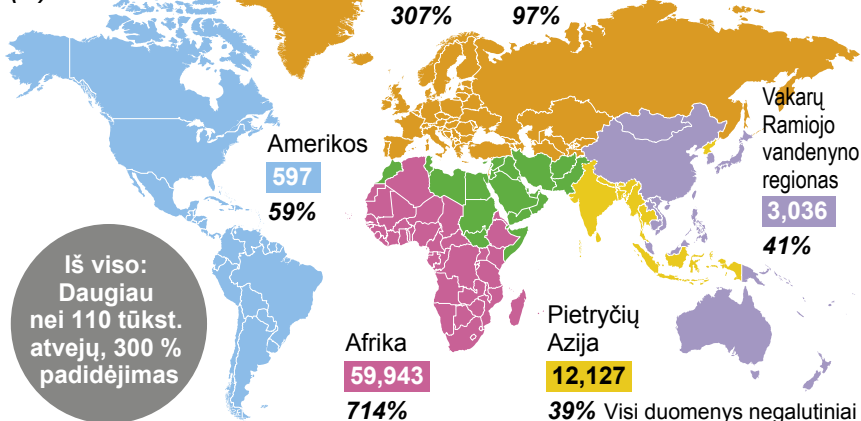 307%
97%
Vakarų
Ramiojo
vandenyno
regionas
3,036
41%
Amerikos
597
59%
Iš viso:
Daugiau
nei 110 tūkst.
atvejų, 300 %
padidėjimas
Afrika
59,943
714%
Pietryčių
Azija
12,127
39% Visi duomenys negalutiniai